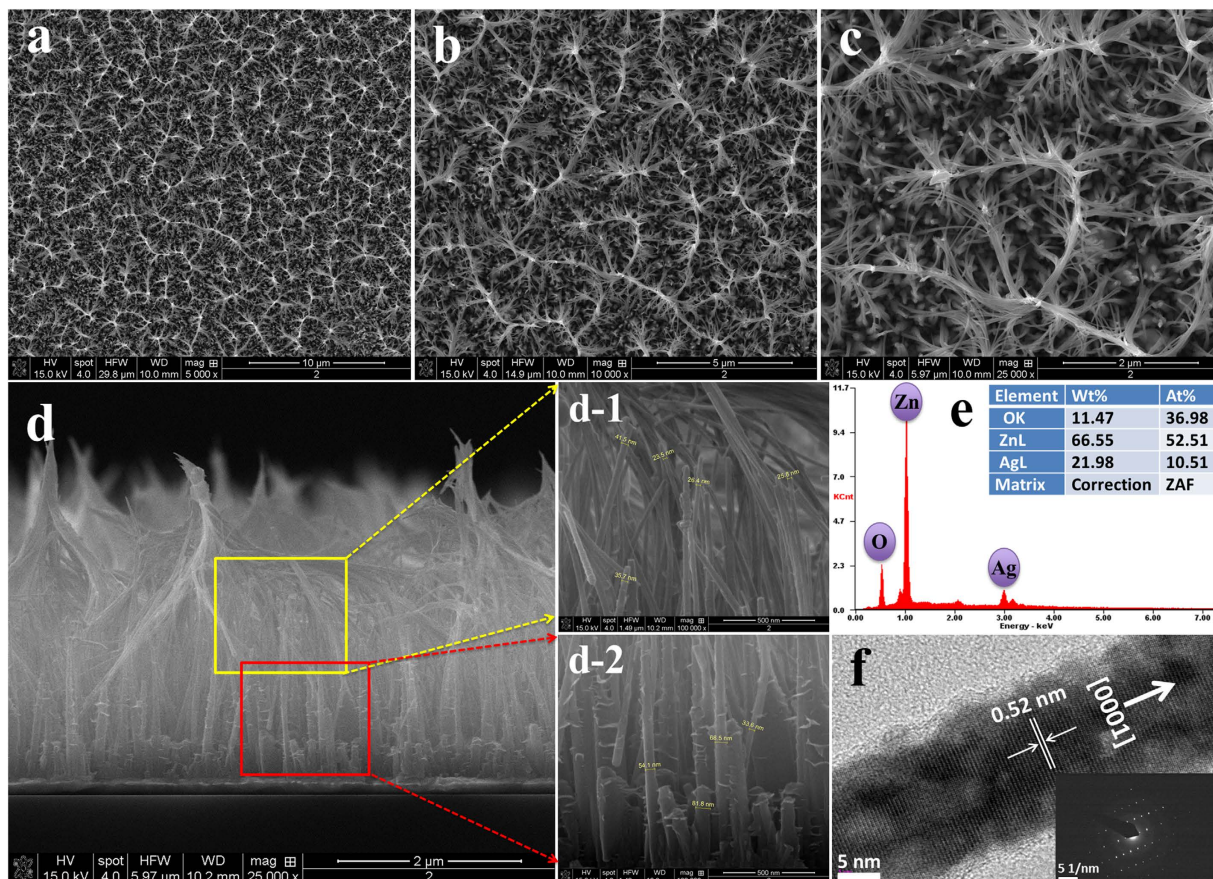 a
HV spot HFW WD mag 10 µm
15.0 kV 4.0 29.8 µm 10.0 mm 5 000 x 2
b
HV spot HFW WD mag 5 µm
15.0 kV 4.0 14.9 µm 10.0 mm 10 000 x 2
c
HV spot HFW WD mag 2 µm
15.0 kV 4.0 5.97 µm 10.0 mm 25 000 x 2
d
HV spot HFW WD mag 2 µm
15.0 kV 4.0 5.97 µm 10.2 mm 25 000 x 2
d-1
41.3 nm
23.5 nm
26.4 nm
25.8 nm
35.7 nm
HV spot HFW WD mag 500 nm
15.0 kV 4.0 1.49 µm 10.2 mm 100 000 x 2
d-2
33.8 nm
54.1 nm
81.8 nm
HV spot HFW WD mag 500 nm
e
11.7
9.4
7.0
KCnt
4.7
2.3
0.0
Zn
O
Ag
0.00 1.00 2.00 3.00 4.00 5.00 6.00 7.00
Energy - keV
Element Wt% At%
OK 11.47 36.98
ZnL 66.55 52.51
AgL 21.98 10.51
Matrix Correction ZAF
f
0.52 nm
[0001]
5 nm
5 1/nm